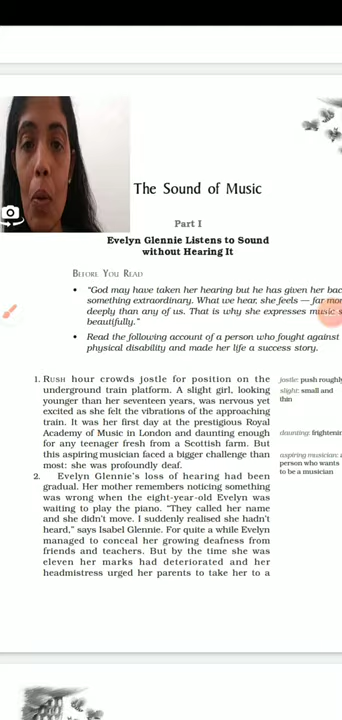 The Sound of Music
Part I
Evelyn Glennie Listens to Sound
without Hearing It
BEFORE YOU READ
• "God may have taken her hearing but he has given her
something extraordinary. What we hear, she feels — far
deeply than any of us. That is why she expresses music
beautifully."
• Read the following account of a person who fought against
physical disability and made her life a success story.
1. RUSH hour crowds jostle for position on the
underground train platform. A slight girl, looking
younger than her seventeen years, was nervous yet
excited as she felt the vibrations of the approaching
train. It was her first day at the prestigious Royal
Academy of Music in London and daunting enough
for any teenager fresh from a Scottish farm. But
this aspiring musician faced a bigger challenge than
most: she was profoundly deaf.
2. Evelyn Glennie's loss of hearing had been
gradual. Her mother remembers noticing something
was wrong when the eight-year-old Evelyn was
waiting to play the piano. "They called her name
and she didn't move. I suddenly realised she hadn't
heard," says Isabel Glennie. For quite a while Evelyn
managed to conceal her growing deafness from
friends and teachers. But by the time she was
eleven her marks had deteriorated and her
headmistress urged her parents to take her to a
jostle: push roughly
slight: small and
thin
daunting:
aspiring musician:
person who wants
to be a musician